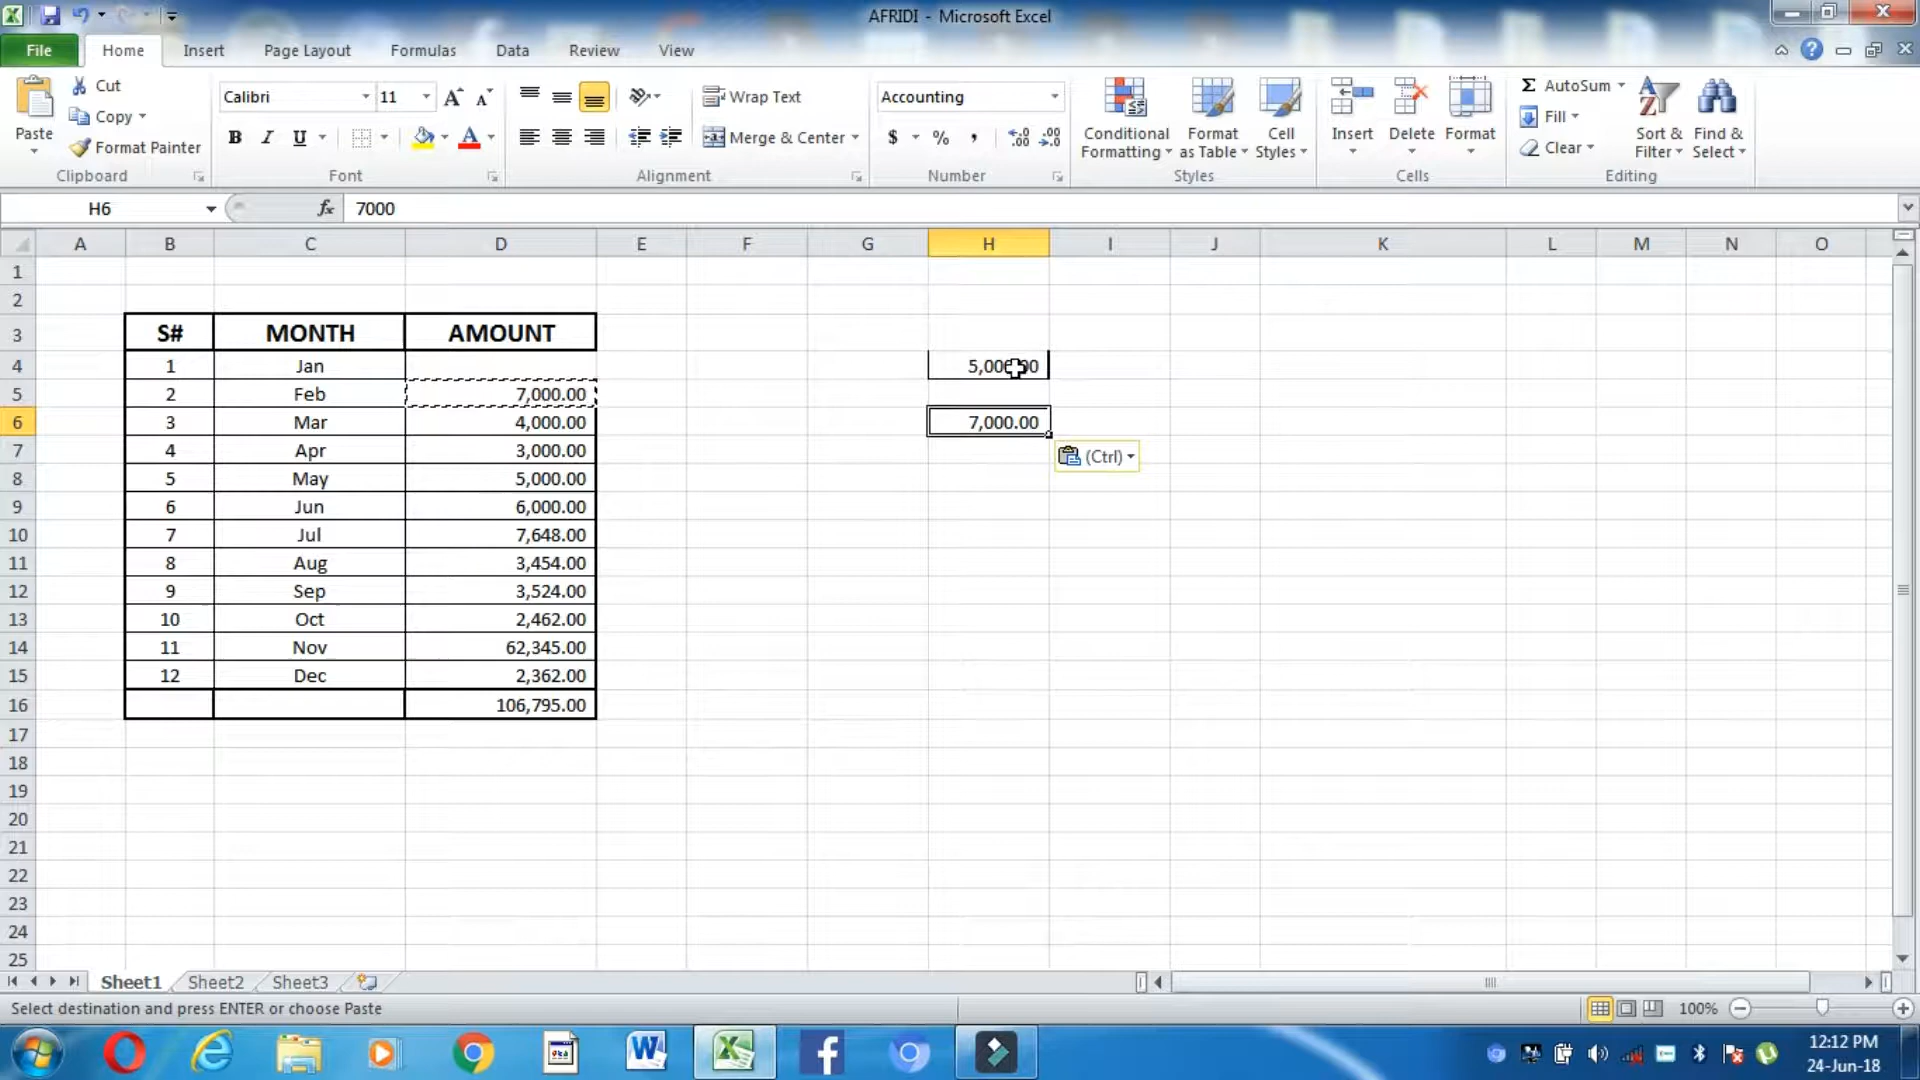 AFRIDI - Microsoft Excel
File Home Insert Page Layout Formulas Data Review View
Paste
Cut
Copy
Format Painter
Clipboard
Calibri 11
B I U
Font
Wrap Text
Merge & Center
Alignment
Accounting
$ % ,
Number
Conditional Formatting
Format as Table
Cell Styles
Styles
Insert Delete Format
Cells
AutoSum
Fill
Clear
Sort & Filter
Find & Select
Editing
H6 fx 7000
A B C D E F G H I J K L M N O
1
2
3 S# MONTH AMOUNT
4 1 Jan
5 2 Feb 7,000.00
6 3 Mar 4,000.00 7,000.00
7 4 Apr 3,000.00 (Ctrl)
8 5 May 5,000.00
9 6 Jun 6,000.00
10 7 Jul 7,648.00
11 8 Aug 3,454.00
12 9 Sep 3,524.00
13 10 Oct 2,462.00
14 11 Nov 62,345.00
15 12 Dec 2,362.00
16 106,795.00
17
18
19
20
21
22
23
24
25
Sheet1 Sheet2 Sheet3
Select destination and press ENTER or choose Paste 100%
12:12 PM
24-Jun-18